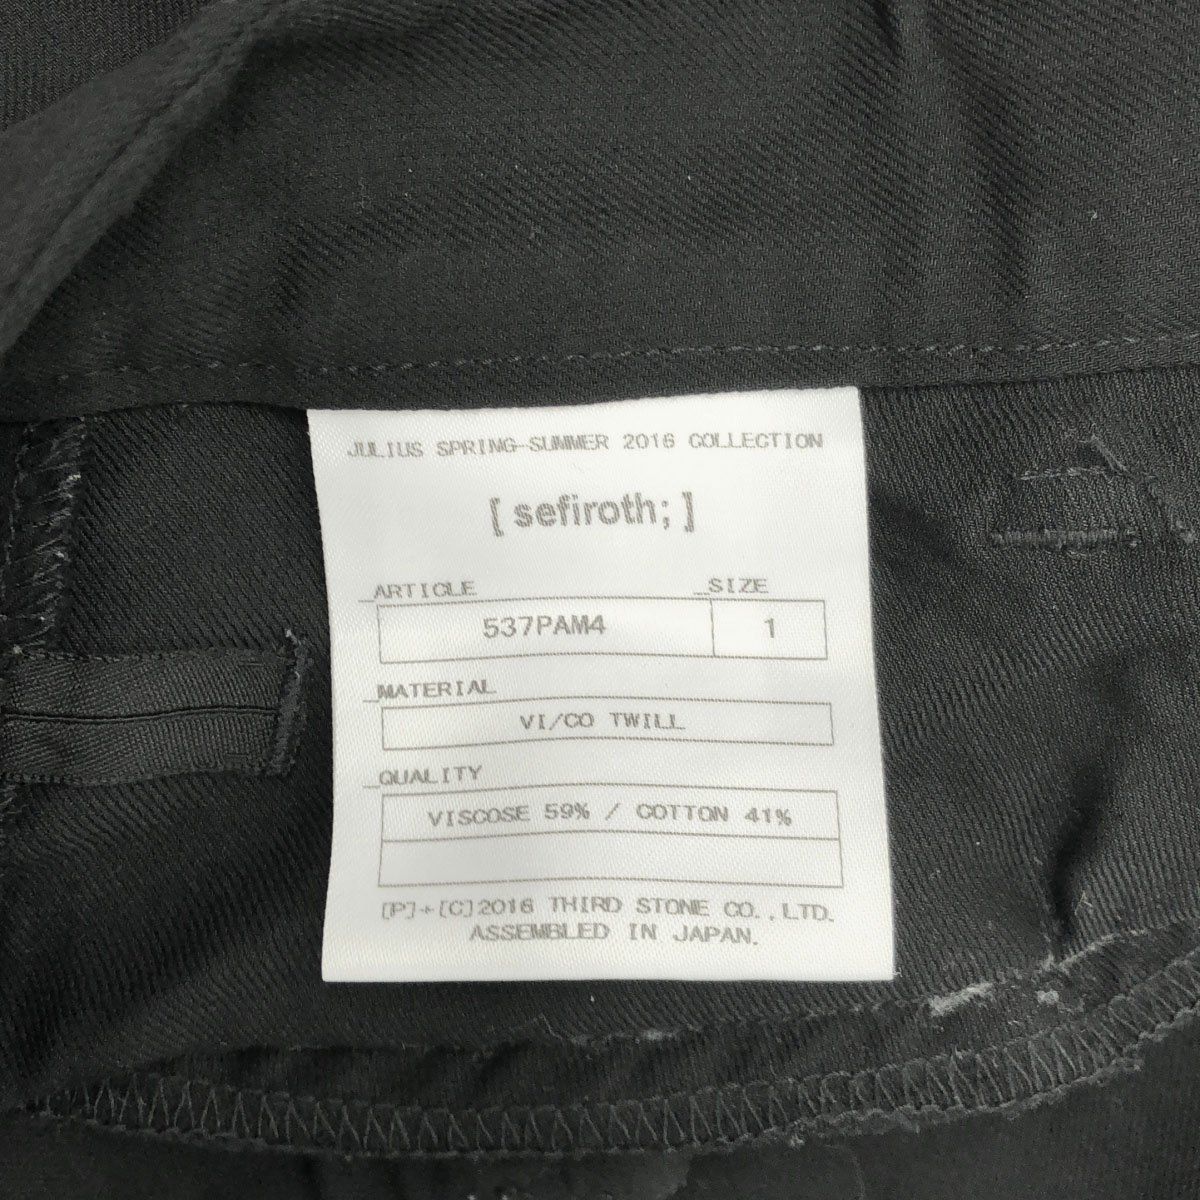 JULIUS SPRING-SUMMER 2016 COLLECTION
[ sefiroth; ]
_ARTICLE _SIZE
537PAM4 1
_MATERIAL
VI/CO TWILL
_QUALITY
VISCOSE 59% / COTTON 41%
[P]+[C]2016 THIRD STONE CO.,LTD.
ASSEMBLED IN JAPAN.